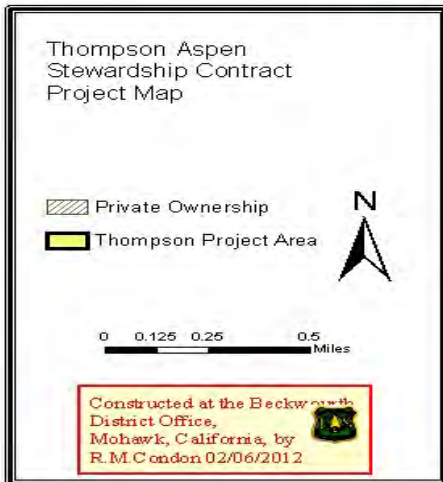 Thompson Aspen
Stewardship Contract
Project Map
N
Private Ownership
Thompson Project Area
0 0.125 0.25 0.5
Miles
Constructed at the Beckwourth
District Office,
Mohawk, California, by
R.M.Condon 02/06/2012